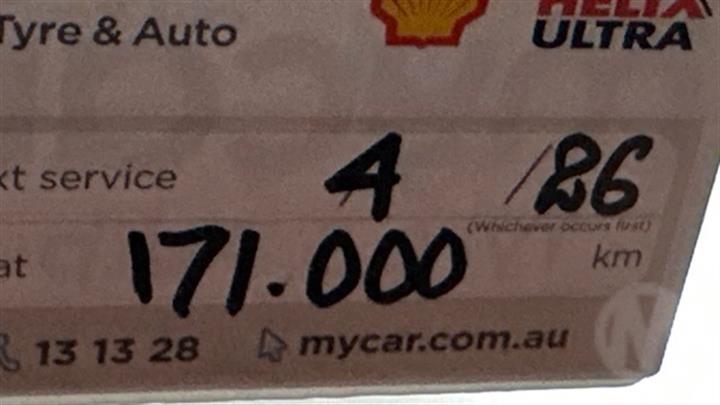 Tyre & Auto
HELIX
ULTRA
xt service 4 /26
(Whichever occurs first)
at 171.000 km
13 13 28 mycar.com.au